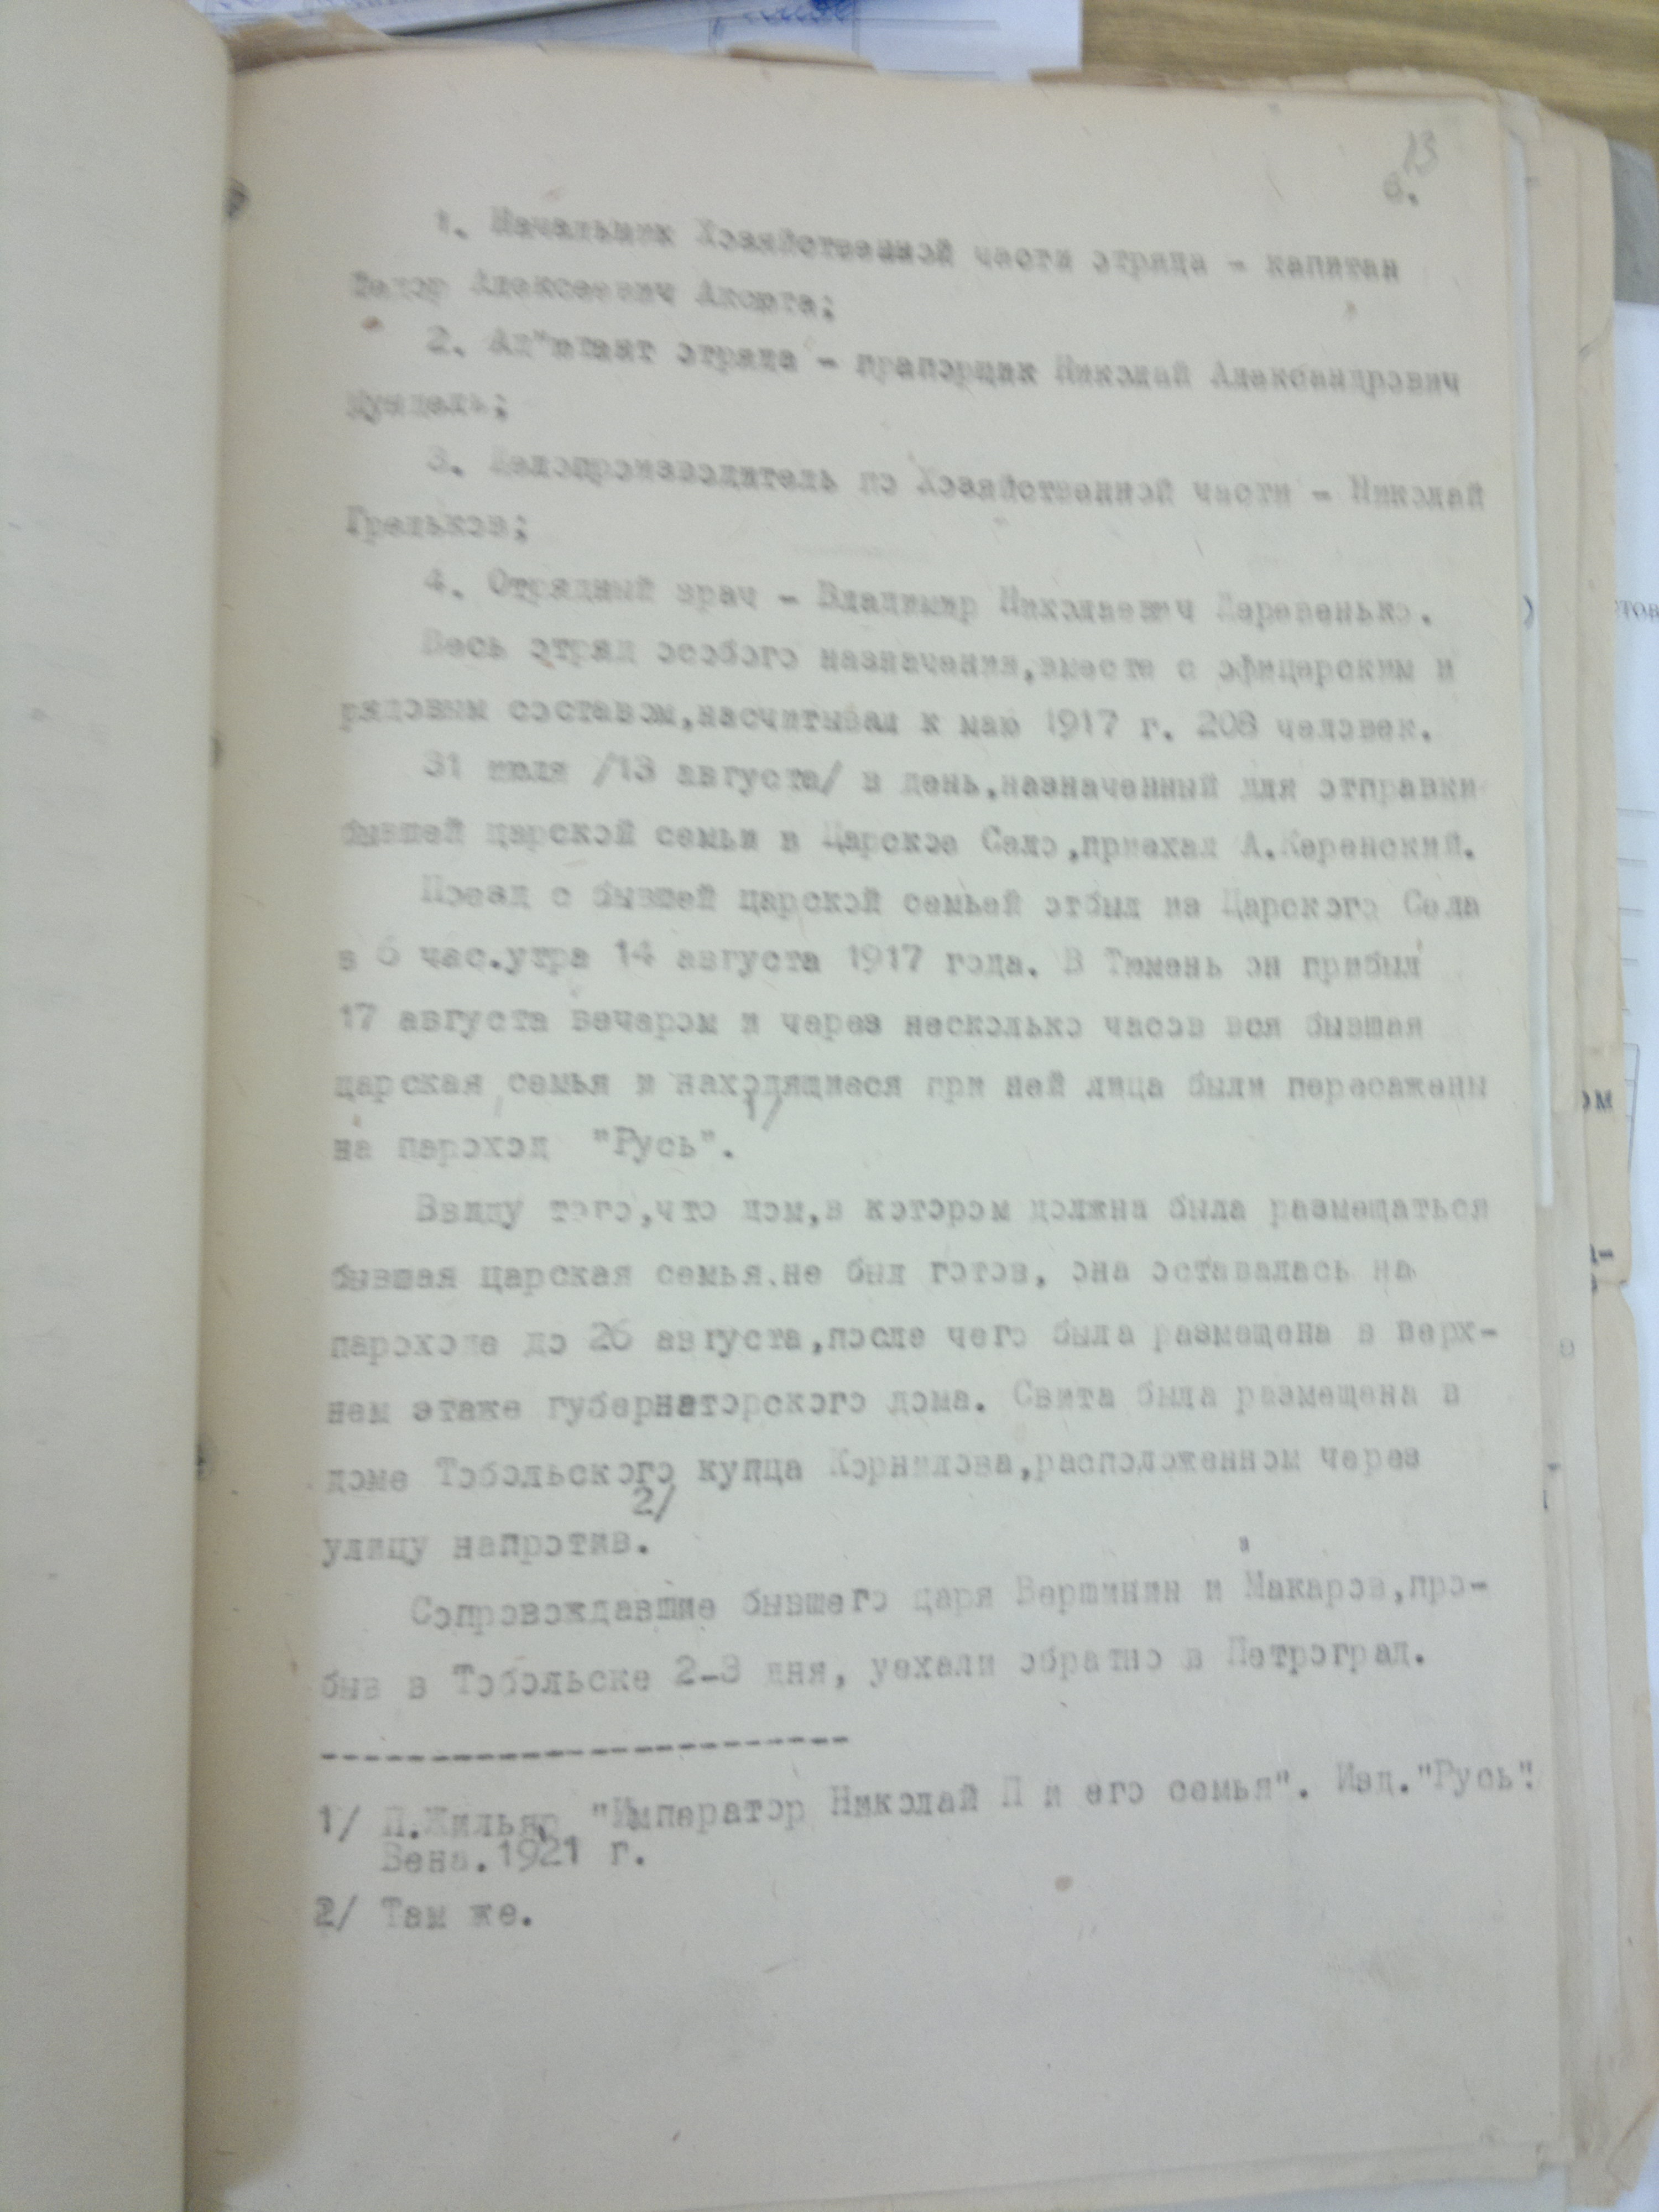 13
6.
1. Начальник Хозяйственной части отряда - капитан
Федор Алексеевич Аксюта;
2. Ад"ютант отряда - прапорщик Николай Александрович
Мундель;
3. Делопроизводитель по Хозяйственной части - Николай
Грельков;
4. Отрядный врач - Владимир Николаевич Деревенько.
Весь отряд особого назначения,вместе с офицерским и
рядовым составом,насчитывал к маю 1917 г. 208 человек.
31 июля /13 августа/ в день,назначенный для отправки
бывшей царской семьи в Царское Село,приехал А.Керенский.
Поезд с бывшей царской семьей отбыл из Царского Села
в 6 час.утра 14 августа 1917 года. В Тюмень он прибыл
17 августа вечером и через несколько часов вся бывшая
царская семья и находящиеся при ней лица были пересажены
1/
на пароход "Русь".
Ввиду того,что дом,в котором должна была размещаться
бывшая царская семья.не был готов, она оставалась на
пароходе до 26 августа,после чего была размещена в верх-
нем этаже губернаторского дома. Свита была размещена в
доме Тобольского купца Корнилова,расположенном через
2/
улицу напротив.
Сопровождавшие бывшего царя Вершинин и Макаров,про-
быв в Тобольске 2-3 дня, уехали обратно в Петроград.
-------------------------
1/ П.Жильяр "Император Николай П и его семья". Изд."Русь".
Вена.1921 г.
2/ Там же.